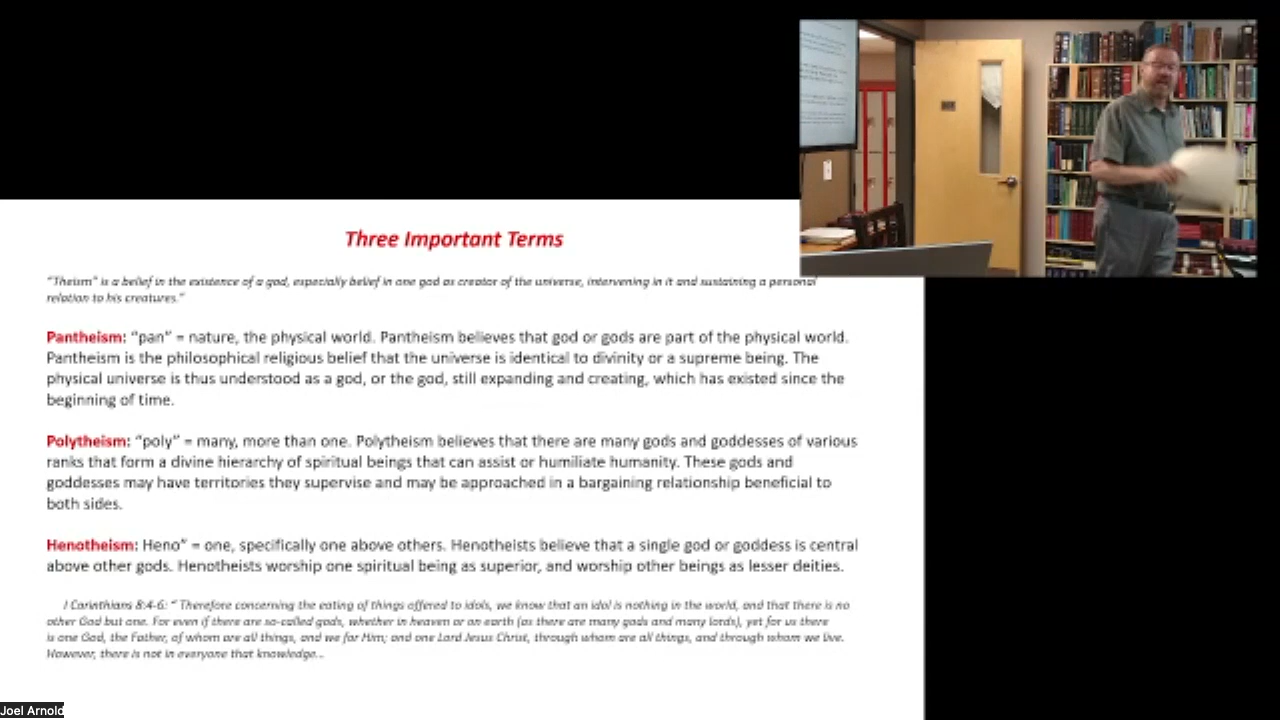 Three Important Terms
"Theism" is a belief in the existence of a god, especially belief in one god as creator of the universe, intervening in it and sustaining a personal
relation to his creatures."
Pantheism: "pan" = nature, the physical world. Pantheism believes that god or gods are part of the physical world.
Pantheism is the philosophical religious belief that the universe is identical to divinity or a supreme being. The
physical universe is thus understood as a god, or the god, still expanding and creating, which has existed since the
beginning of time.
Polytheism: "poly" = many, more than one. Polytheism believes that there are many gods and goddesses of various
ranks that form a divine hierarchy of spiritual beings that can assist or humiliate humanity. These gods and
goddesses may have territories they supervise and may be approached in a bargaining relationship beneficial to
both sides.
Henotheism: Heno" = one, specifically one above others. Henotheists believe that a single god or goddess is central
above other gods. Henotheists worship one spiritual being as superior, and worship other beings as lesser deities.
I Corinthians 8:4-6: " Therefore concerning the eating of things offered to idols, we know that an idol is nothing in the world, and that there is no
other God but one. For even if there are so-called gods, whether in heaven or on earth (as there are many gods and many lords), yet for us there
is one God, the Father, of whom are all things, and we for Him; and one Lord Jesus Christ, through whom are all things, and through whom we live.
However, there is not in everyone that knowledge...
Joel Arnold